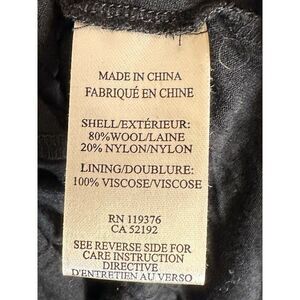 MADE IN CHINA
FABRIQUÉ EN CHINE
SHELL/EXTÉRIEUR:
80%WOOL/LAINE
20% NYLON/NYLON
LINING/DOUBLURE:
100% VISCOSE/VISCOSE
RN 119376
CA 52192
SEE REVERSE SIDE FOR
CARE INSTRUCTION
DIRECTIVE
D'ENTRETIEN AU VERSO